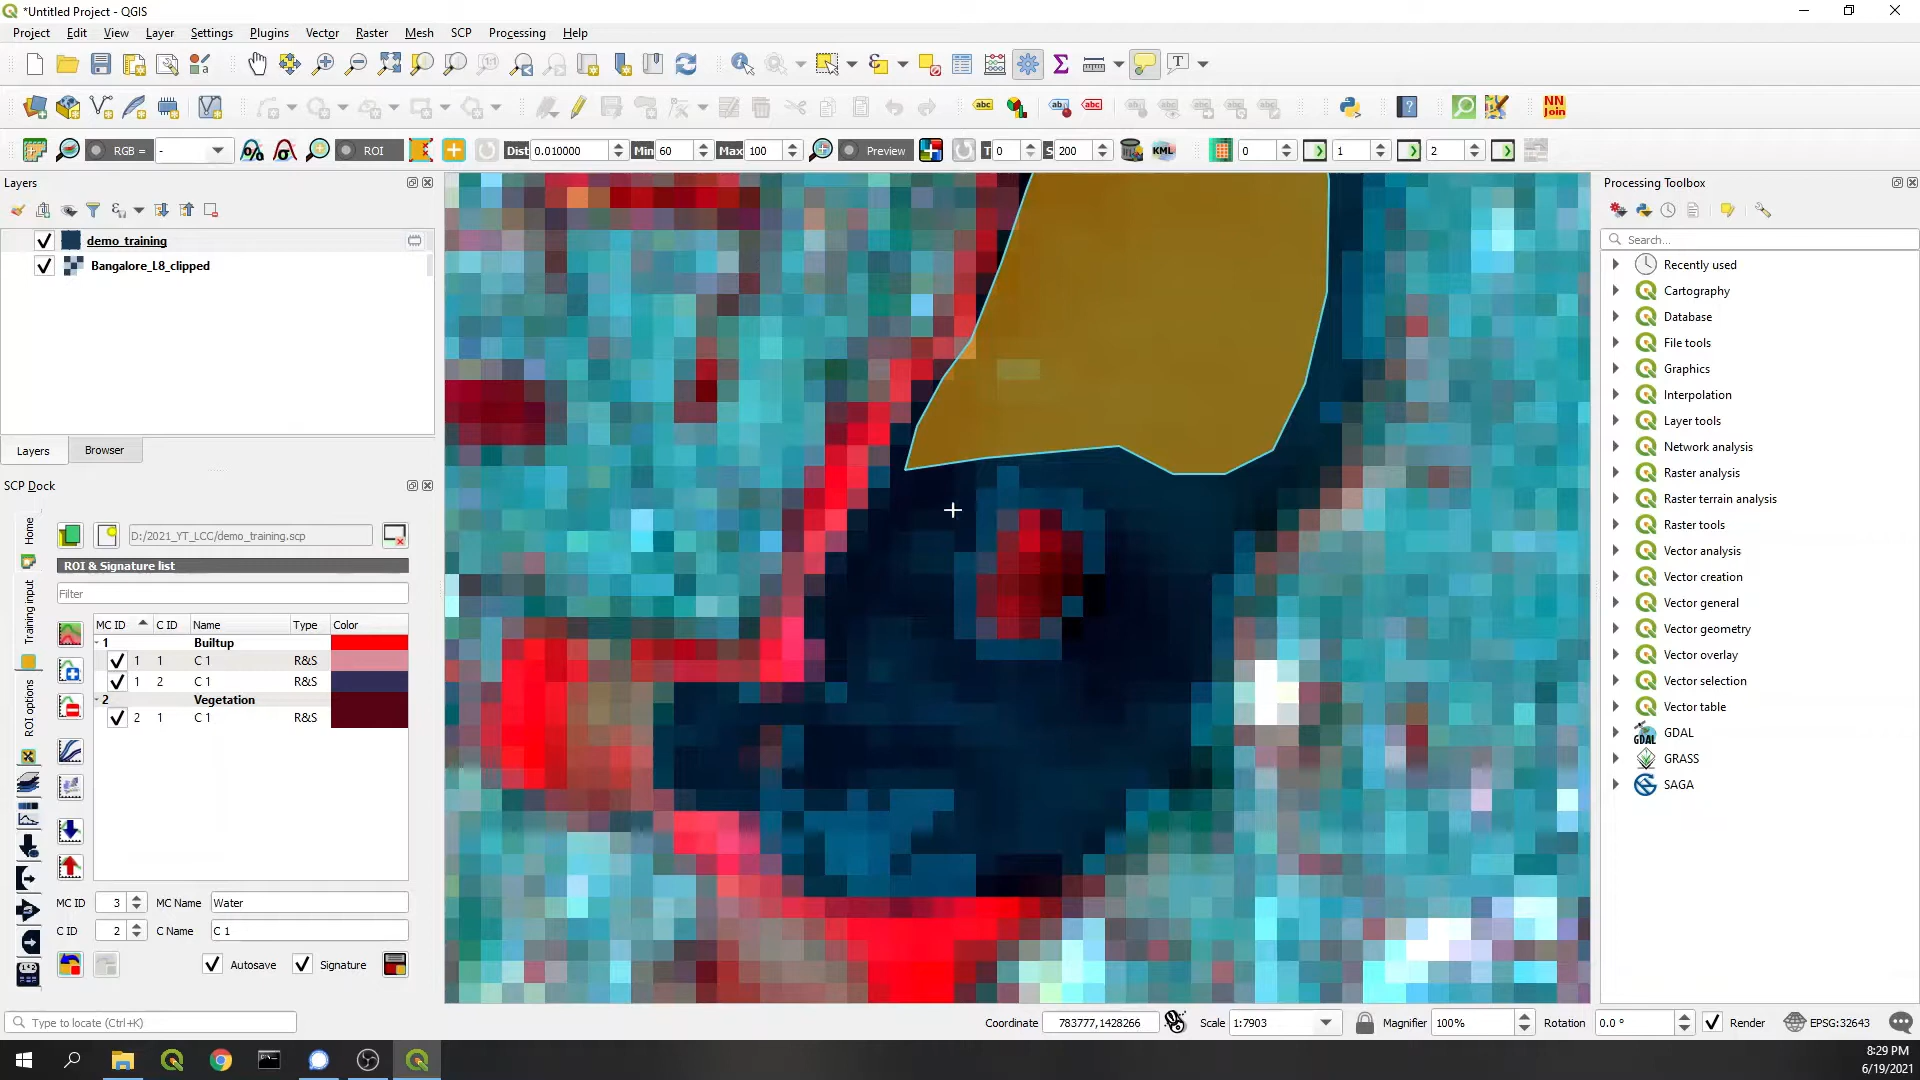 *Untitled Project - QGIS
Project Edit View Layer Settings Plugins Vector Raster Mesh SCP Processing Help
abc abc abc NN Join
RGB = - ROI Dist 0.010000 Min 60 Max 100 Preview T 0 S 200 KML 0 1 2
Layers
demo_training
Bangalore_L8_clipped
Layers Browser
SCP Dock
Home
Training input
ROI options
D:/2021_YT_LCC/demo_training.scp
ROI & Signature list
Filter
MC ID C ID Name Type Color
1 Builtup
1 1 C 1 R&S
1 2 C 1 R&S
2 Vegetation
2 1 C 1 R&S
MC ID 3 MC Name Water
C ID 2 C Name C 1
Autosave Signature
Processing Toolbox
Search...
Recently used
Cartography
Database
File tools
Graphics
Interpolation
Layer tools
Network analysis
Raster analysis
Raster terrain analysis
Raster tools
Vector analysis
Vector creation
Vector general
Vector geometry
Vector overlay
Vector selection
Vector table
GDAL GDAL
GRASS
SAGA
Type to locate (Ctrl+K) Coordinate 783777,1428266 Scale 1:7903 Magnifier 100% Rotation 0.0 ° Render EPSG:32643
8:29 PM
6/19/2021